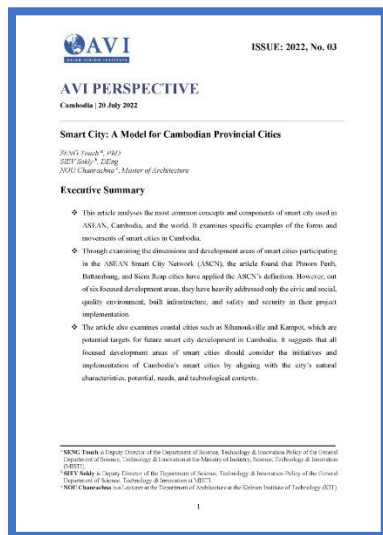 AVI
ASIAN VISION INSTITUTE
ISSUE: 2022, No. 03
AVI PERSPECTIVE
Cambodia | 20 July 2022
Smart City: A Model for Cambodian Provincial Cities
SENG Touch a, PhD
SIEV Sokly b, DEng
NOU Chanrachna c, Master of Architecture
Executive Summary
❖ This article analyses the most common concepts and components of smart city used in
ASEAN, Cambodia, and the world. It examines specific examples of the forms and
movements of smart cities in Cambodia.
❖ Through examining the dimensions and development areas of smart cities participating
in the ASEAN Smart City Network (ASCN), the article found that Phnom Penh,
Battambang, and Siem Reap cities have applied the ASCN's definition. However, out
of six focused development areas, they have heavily addressed only the civic and social,
quality environment, built infrastructure, and safety and security in their project
implementation.
❖ The article also examines coastal cities such as Sihanoukville and Kampot, which are
potential targets for future smart city development in Cambodia. It suggests that all
focused development areas of smart cities should consider the initiatives and
implementation of Cambodia's smart cities by aligning with the city's natural
characteristics, potential, needs, and technological contexts.
a SENG Touch is Deputy Director of the Department of Science, Technology & Innovation Policy of the General
Department of Science, Technology & Innovation at the Ministry of Industry, Science, Technology & Innovation
(MISTI).
b SIEV Sokly is Deputy Director of the Department of Science, Technology & Innovation Policy of the General
Department of Science, Technology & Innovation at MISTI.
c NOU Chanrachna is a Lecturer at the Department of Architecture at the Kirirom Institute of Technology (KIT).
1